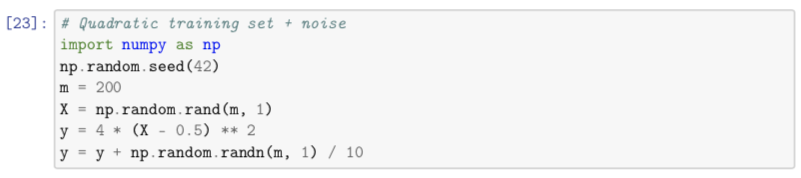 [23]: # Quadratic training set + noise
import numpy as np
np.random.seed(42)
m = 200
X = np.random.rand(m, 1)
y = 4 * (X - 0.5) ** 2
y = y + np.random.randn(m, 1) / 10